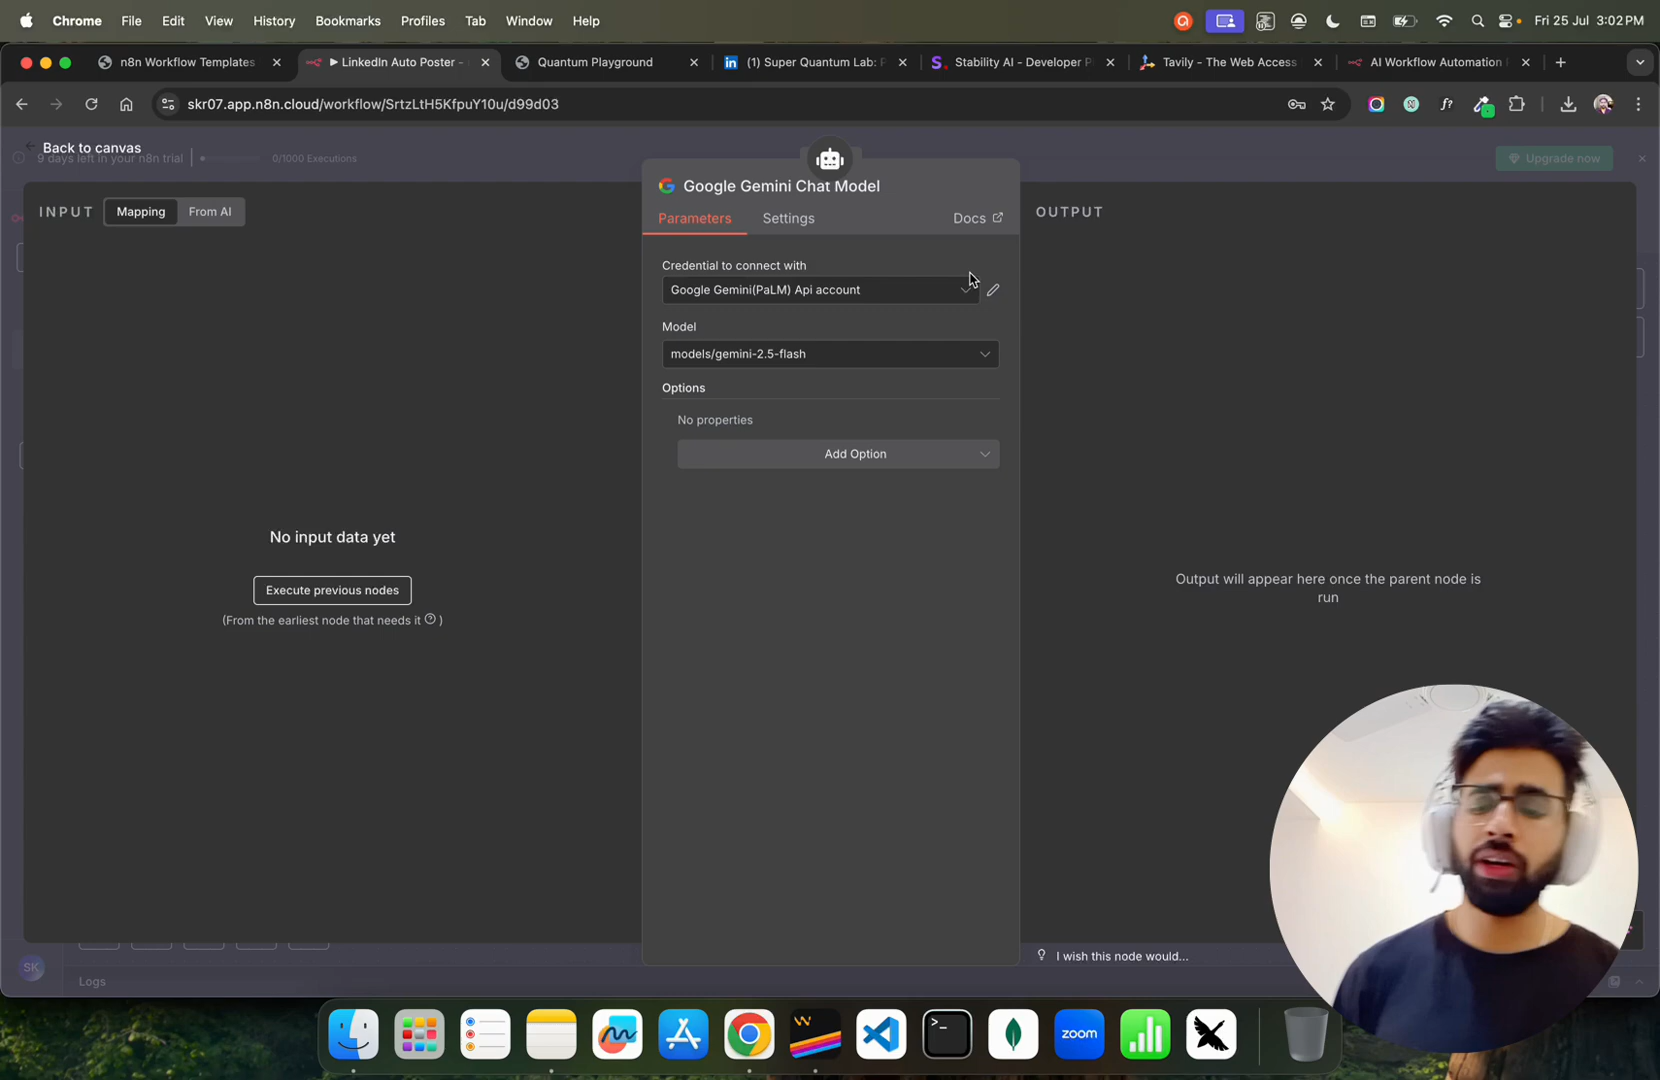 Chrome File Edit View History Bookmarks Profiles Tab Window Help Fri 25 Jul 3:02 PM
n8n Workflow Templates LinkedIn Auto Poster - Quantum Playground (1) Super Quantum Lab: P Stability AI - Developer P Tavily - The Web Access AI Workflow Automation
skr07.app.n8n.cloud/workflow/SrtzLtH5KfpuY10u/d99d03 f?
Back to canvas
9 days left in your n8n trial 0/1000 Executions Upgrade now
Google Gemini Chat Model
INPUT Mapping From AI
OUTPUT
Parameters Settings Docs
Credential to connect with
Google Gemini(PaLM) Api account
Model
models/gemini-2.5-flash
Options
No properties
Add Option
No input data yet
Execute previous nodes
(From the earliest node that needs it ? )
Output will appear here once the parent node is
run
I wish this node would...
SK
Logs
zoom